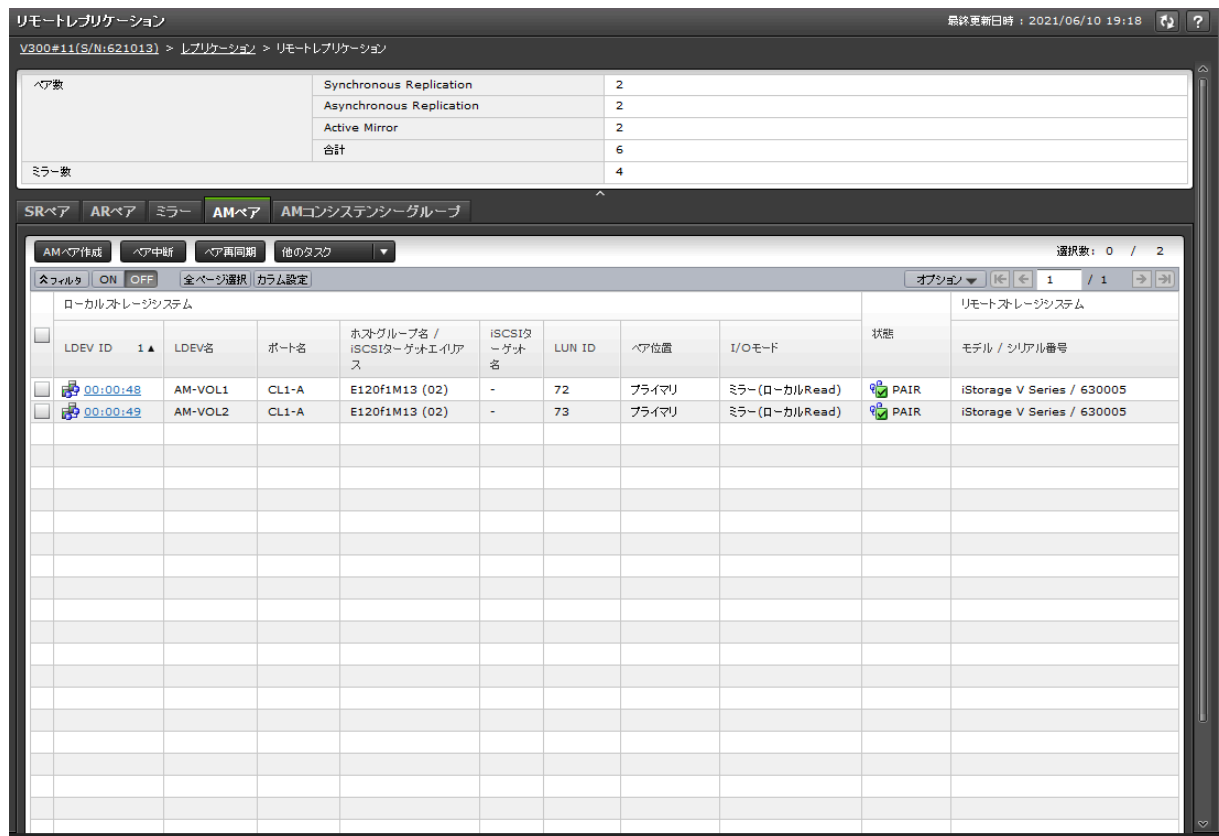 リモートレプリケーション 最終更新日時 : 2021/06/10 19:18 ?
V300#11(S/N:621013) > レプリケーション > リモートレプリケーション
ペア数 Synchronous Replication 2
Asynchronous Replication 2
Active Mirror 2
合計 6
ミラー数 4
SRペア ARペア ミラー AMペア AMコンシステンシーグループ
AMペア作成 ペア中断 ペア再同期 他のタスク ▼ 選択数: 0 / 2
フィルタ ON OFF 全ページ選択 カラム設定 オプション 1 / 1
ローカルストレージシステム 状態 リモートストレージシステム
LDEV ID 1▲ LDEV名 ポート名 ホストグループ名 / iSCSIターゲットエイリアス iSCSIターゲット名 LUN ID ペア位置 I/Oモード モデル / シリアル番号
00:00:48 AM-VOL1 CL1-A E120f1M13 (02) - 72 プライマリ ミラー(ローカルRead) PAIR iStorage V Series / 630005
00:00:49 AM-VOL2 CL1-A E120f1M13 (02) - 73 プライマリ ミラー(ローカルRead) PAIR iStorage V Series / 630005